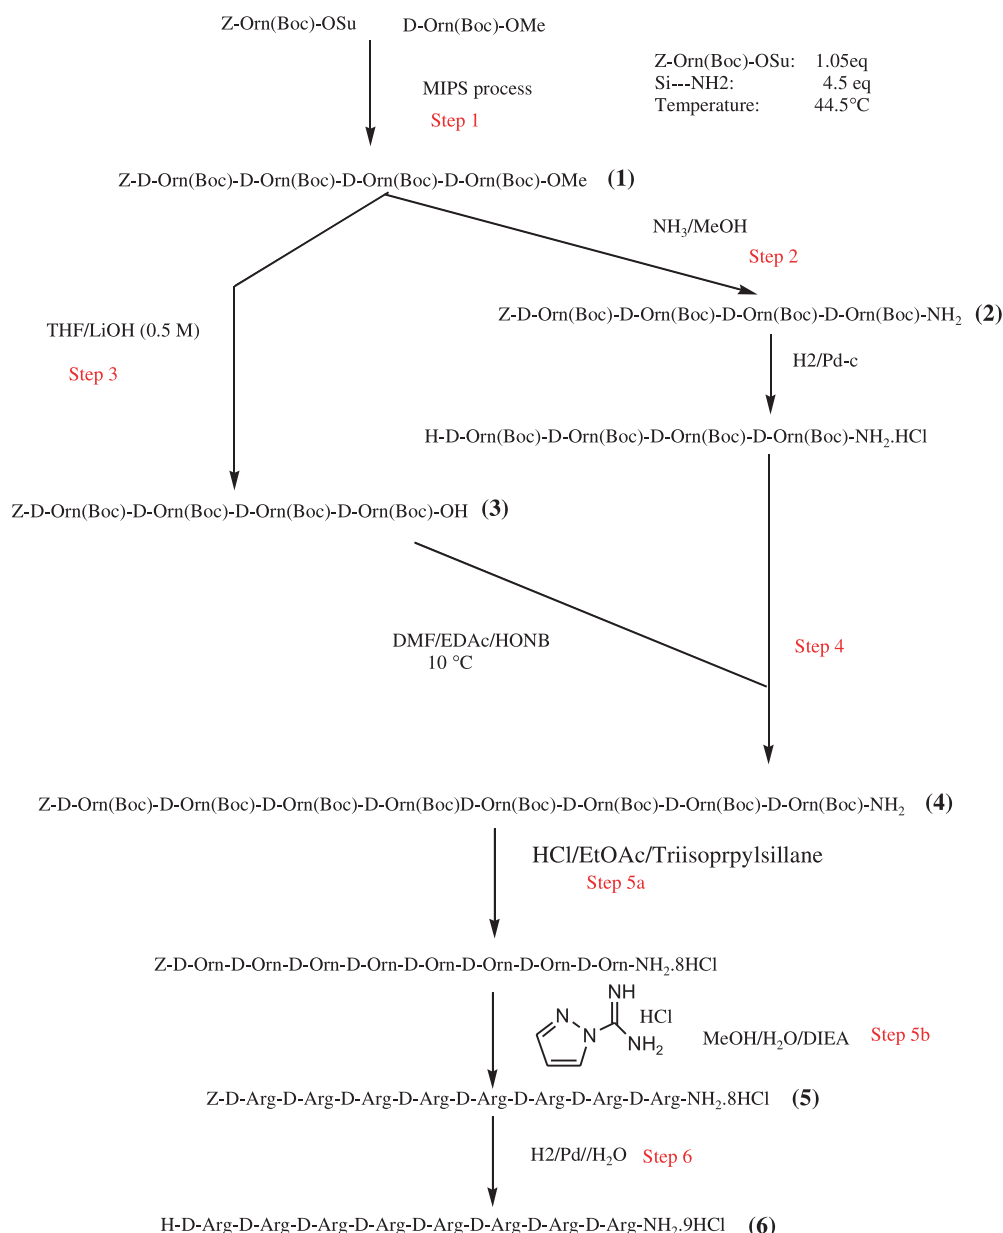 Z-Orn(Boc)-OSu D-Orn(Boc)-OMe
Z-Orn(Boc)-OSu: 1.05eq
Si---NH2: 4.5 eq
Temperature: 44.5°C
MIPS process
Step 1
Z-D-Orn(Boc)-D-Orn(Boc)-D-Orn(Boc)-D-Orn(Boc)-OMe (1)
NH3/MeOH
Step 2
Z-D-Orn(Boc)-D-Orn(Boc)-D-Orn(Boc)-D-Orn(Boc)-NH2 (2)
THF/LiOH (0.5 M)
Step 3
H2/Pd-c
H-D-Orn(Boc)-D-Orn(Boc)-D-Orn(Boc)-D-Orn(Boc)-NH2.HCl
Z-D-Orn(Boc)-D-Orn(Boc)-D-Orn(Boc)-D-Orn(Boc)-OH (3)
DMF/EDAc/HONB
10 °C
Step 4
Z-D-Orn(Boc)-D-Orn(Boc)-D-Orn(Boc)-D-Orn(Boc)D-Orn(Boc)-D-Orn(Boc)-D-Orn(Boc)-D-Orn(Boc)-NH2 (4)
HCl/EtOAc/Triisoprpylsillane
Step 5a
Z-D-Orn-D-Orn-D-Orn-D-Orn-D-Orn-D-Orn-D-Orn-D-Orn-NH2.8HCl
NH
N
N
NH2
HCl
MeOH/H2O/DIEA Step 5b
Z-D-Arg-D-Arg-D-Arg-D-Arg-D-Arg-D-Arg-D-Arg-D-Arg-NH2.8HCl (5)
H2/Pd//H2O Step 6
H-D-Arg-D-Arg-D-Arg-D-Arg-D-Arg-D-Arg-D-Arg-D-Arg-NH2.9HCl (6)